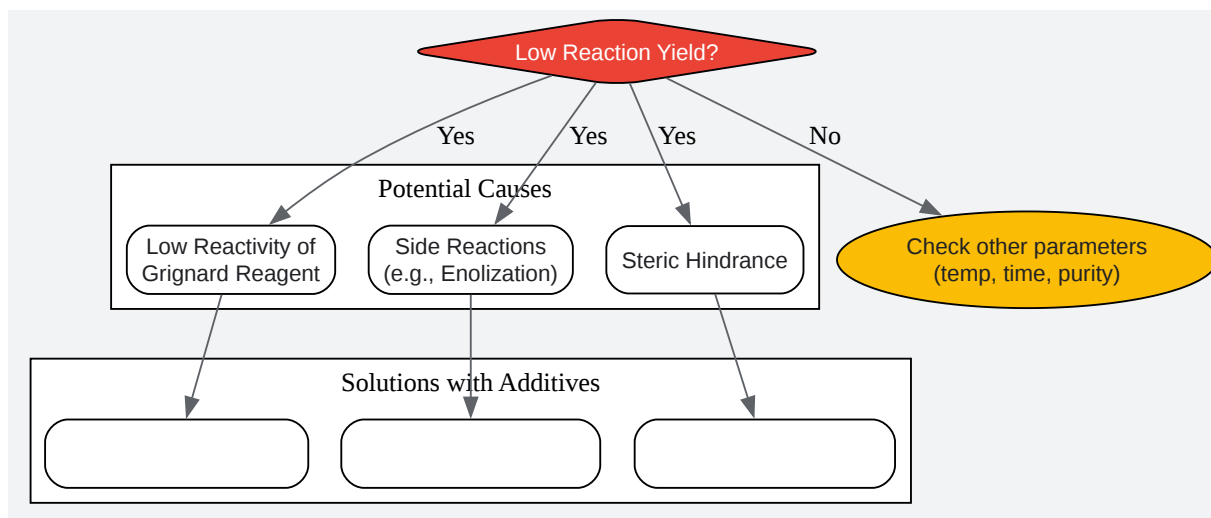 Low Reaction Yield?
Yes
Yes
Yes
No
Potential Causes
Low Reactivity of
Grignard Reagent
Side Reactions
(e.g., Enolization)
Steric Hindrance
Check other parameters
(temp, time, purity)
Solutions with Additives